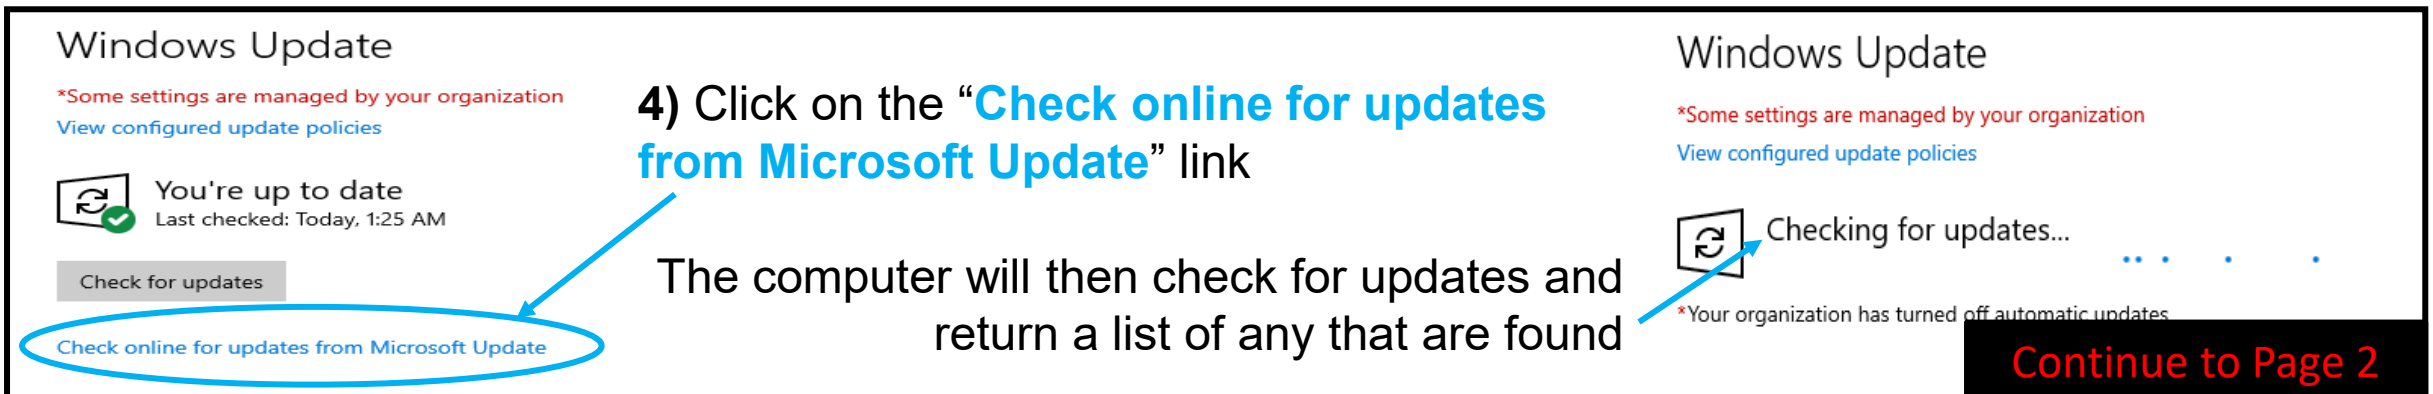 Windows Update
*Some settings are managed by your organization
View configured update policies
You're up to date
Last checked: Today, 1:25 AM
Check for updates
Check online for updates from Microsoft Update
4) Click on the “Check online for updates
from Microsoft Update” link
The computer will then check for updates and
return a list of any that are found
Windows Update
*Some settings are managed by your organization
View configured update policies
Checking for updates...
*Your organization has turned off automatic updates
Continue to Page 2